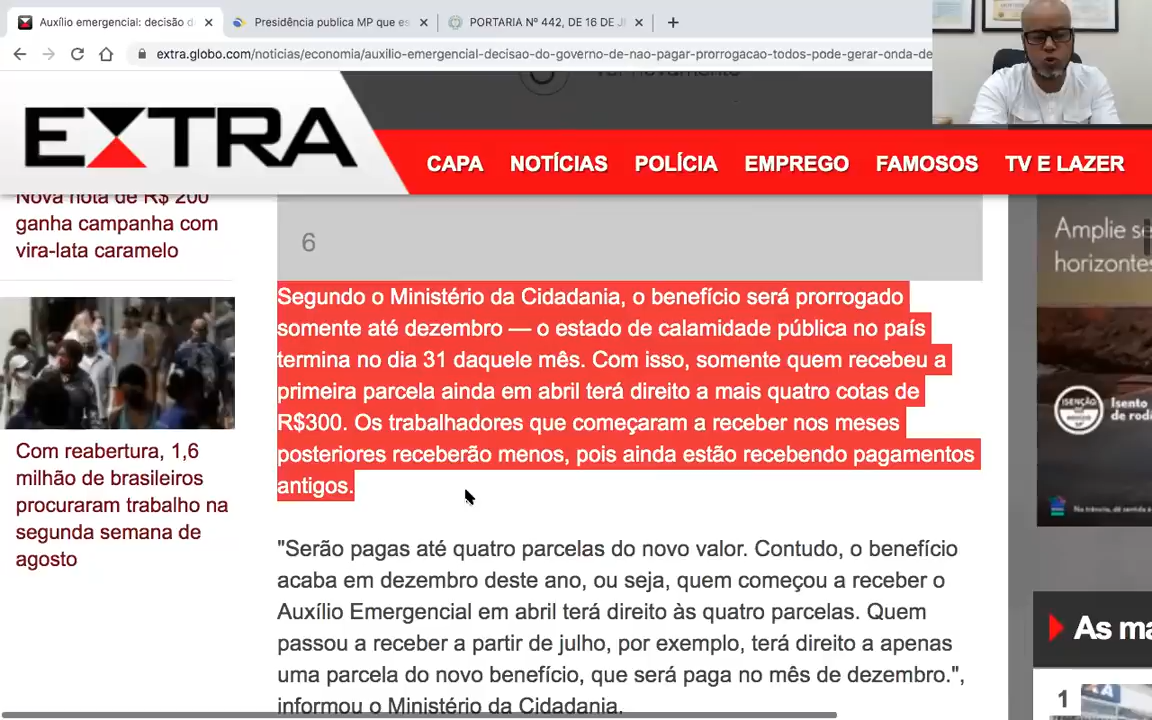 Auxílio emergencial: decisão d
Presidência publica MP que es
PORTARIA Nº 442, DE 16 DE J
extra.globo.com/noticias/economia/auxilio-emergencial-decisao-do-governo-de-nao-pagar-prorrogacao-todos-pode-gerar-onda-de
ver novamente
EXTRA
CAPA NOTÍCIAS POLÍCIA EMPREGO FAMOSOS TV E LAZER
Nova nota de R$ 200
ganha campanha com
vira-lata caramelo
Com reabertura, 1,6
milhão de brasileiros
procuraram trabalho na
segunda semana de
agosto
6
Segundo o Ministério da Cidadania, o benefício será prorrogado
somente até dezembro — o estado de calamidade pública no país
termina no dia 31 daquele mês. Com isso, somente quem recebeu a
primeira parcela ainda em abril terá direito a mais quatro cotas de
R$300. Os trabalhadores que começaram a receber nos meses
posteriores receberão menos, pois ainda estão recebendo pagamentos
antigos.
"Serão pagas até quatro parcelas do novo valor. Contudo, o benefício
acaba em dezembro deste ano, ou seja, quem começou a receber o
Auxílio Emergencial em abril terá direito às quatro parcelas. Quem
passou a receber a partir de julho, por exemplo, terá direito a apenas
uma parcela do novo benefício, que será paga no mês de dezembro.",
informou o Ministério da Cidadania.
Amplie se
horizontes
ISENÇÃO
Isento
de rod
As ma
1